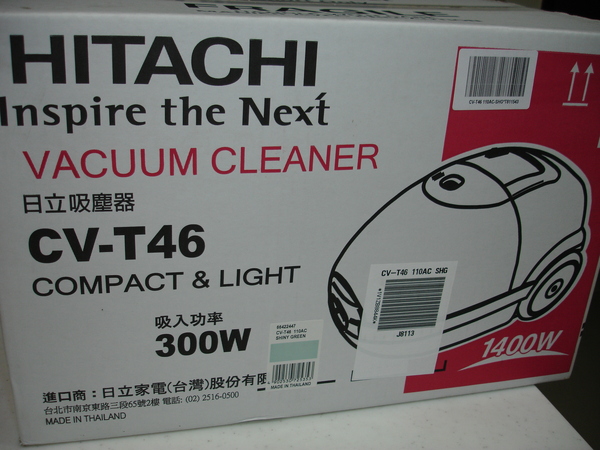 HITACHI
Inspire the Next
VACUUM CLEANER
日立吸塵器
CV-T46
COMPACT & LIGHT
吸入功率
300W
1400W
CV-T46 110AC SHG
J8113
CV-T46 110AC
SHINY GREEN
MADE IN THAILAND
進口商：日立家電(台灣)股份有限
台北市南京東路三段65號2樓 電話: (02) 2516-0500
MADE IN THAILAND